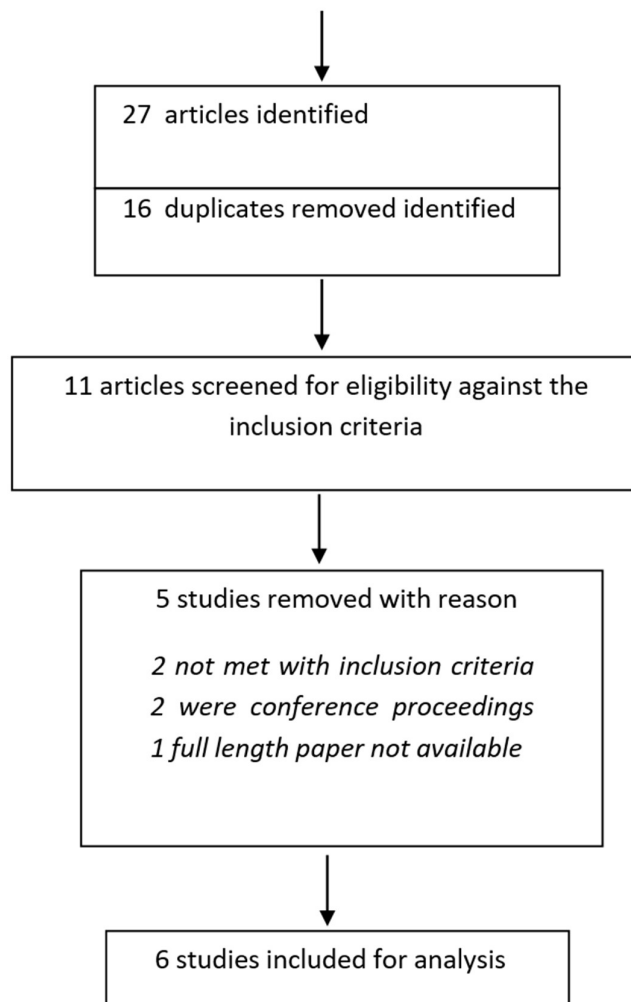 27 articles identified
16 duplicates removed identified
11 articles screened for eligibility against the
inclusion criteria
5 studies removed with reason
2 not met with inclusion criteria
2 were conference proceedings
1 full length paper not available
6 studies included for analysis